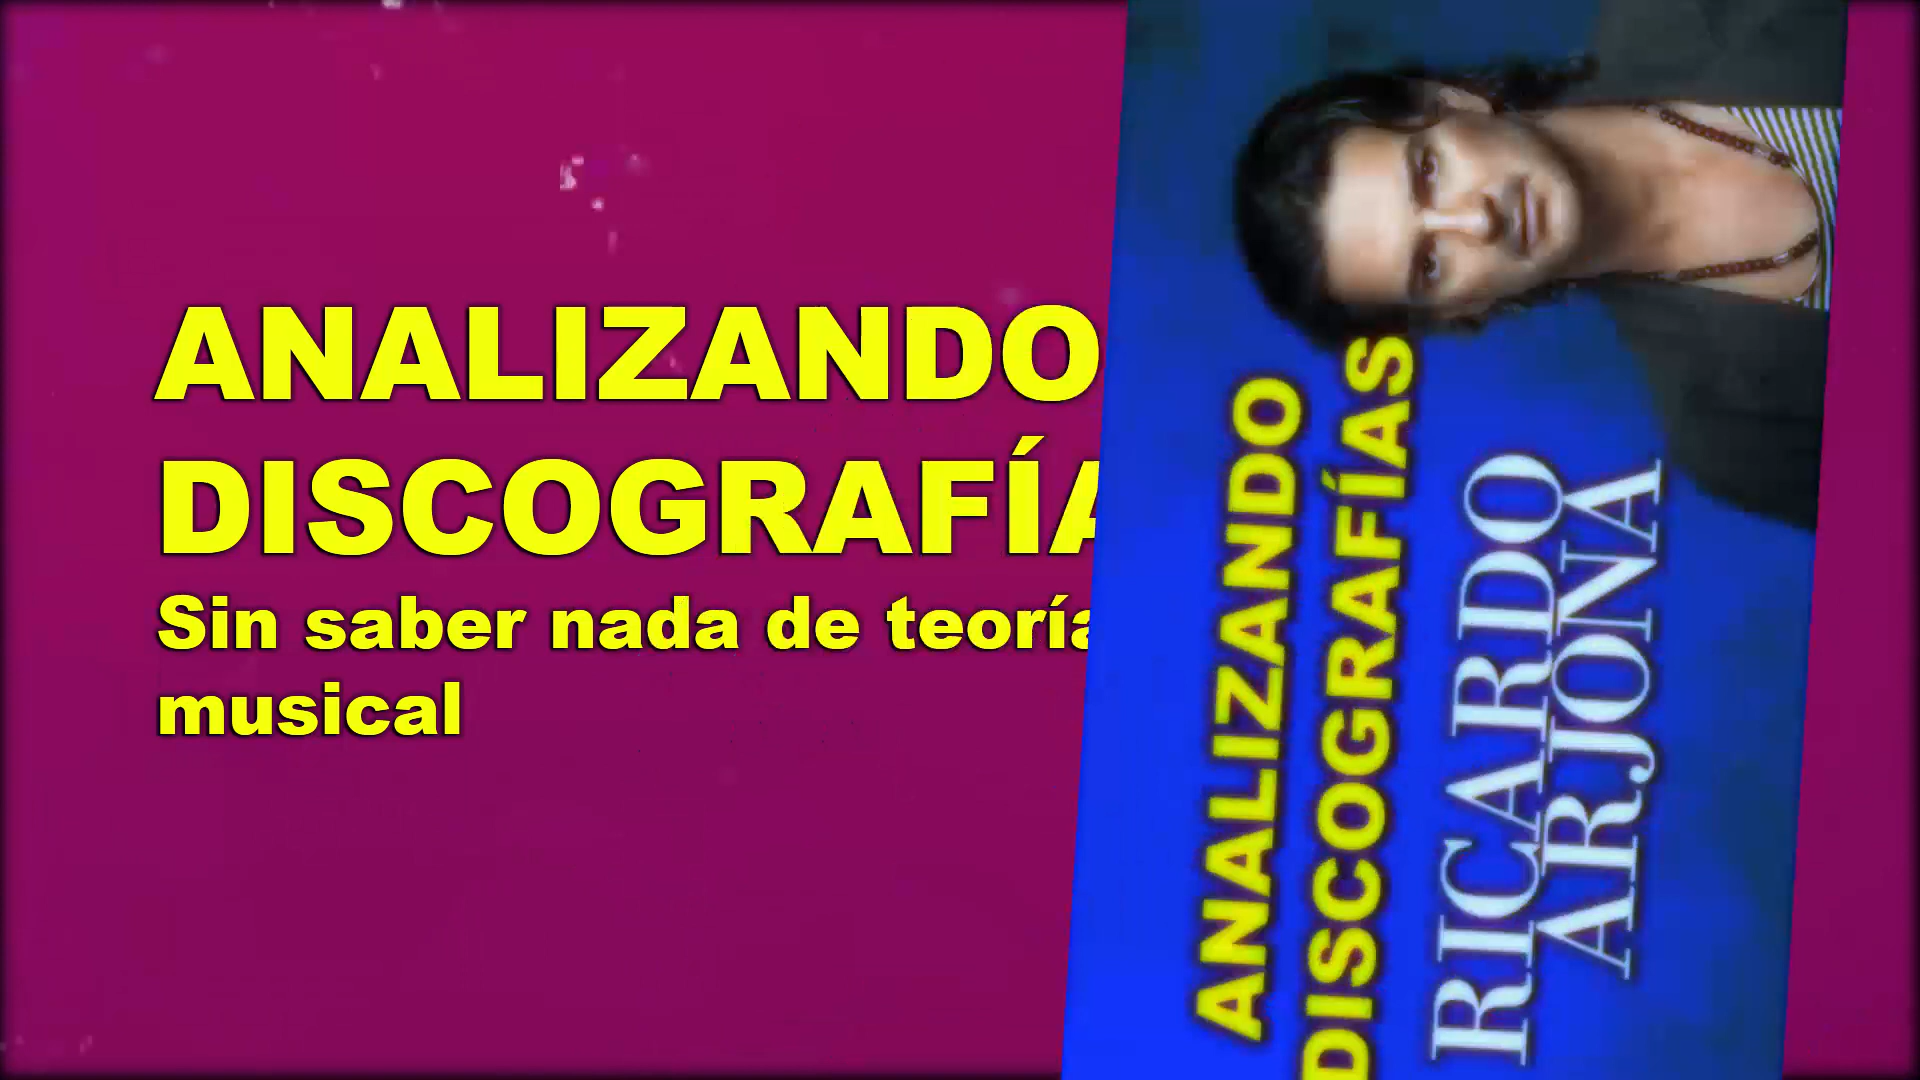 ANALIZANDO
DISCOGRAFÍA
Sin saber nada de teoría
musical
ANALIZANDO
DISCOGRAFÍAS
RICARDO
ARJONA